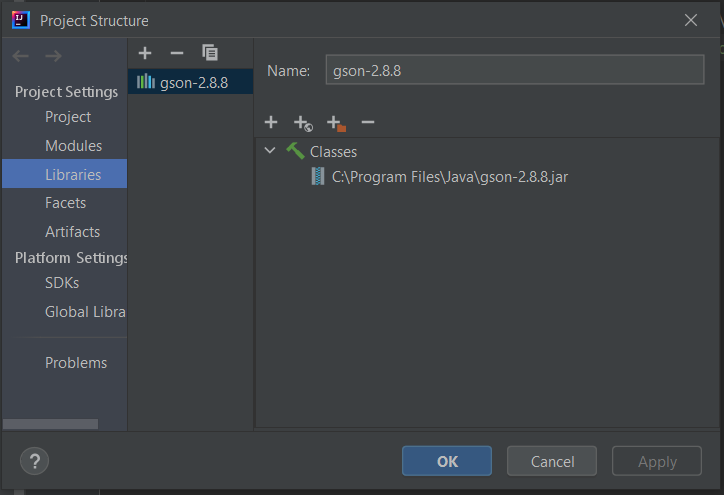 Project Structure
Project Settings
Project
Modules
Libraries
Facets
Artifacts
Platform Settings
SDKs
Global Libra
Problems
gson-2.8.8
Name: gson-2.8.8
Classes
C:\Program Files\Java\gson-2.8.8.jar
?
OK
Cancel
Apply